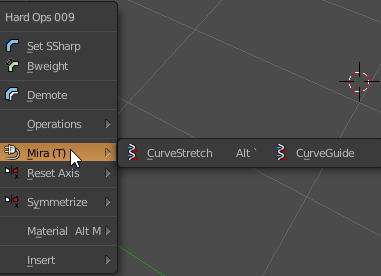 Hard Ops 009
Set SSharp
Bweight
Demote
Operations
Mira (T) CurveStretch Alt ` CurveGuide
Reset Axis
Symmetrize
Material Alt M
Insert